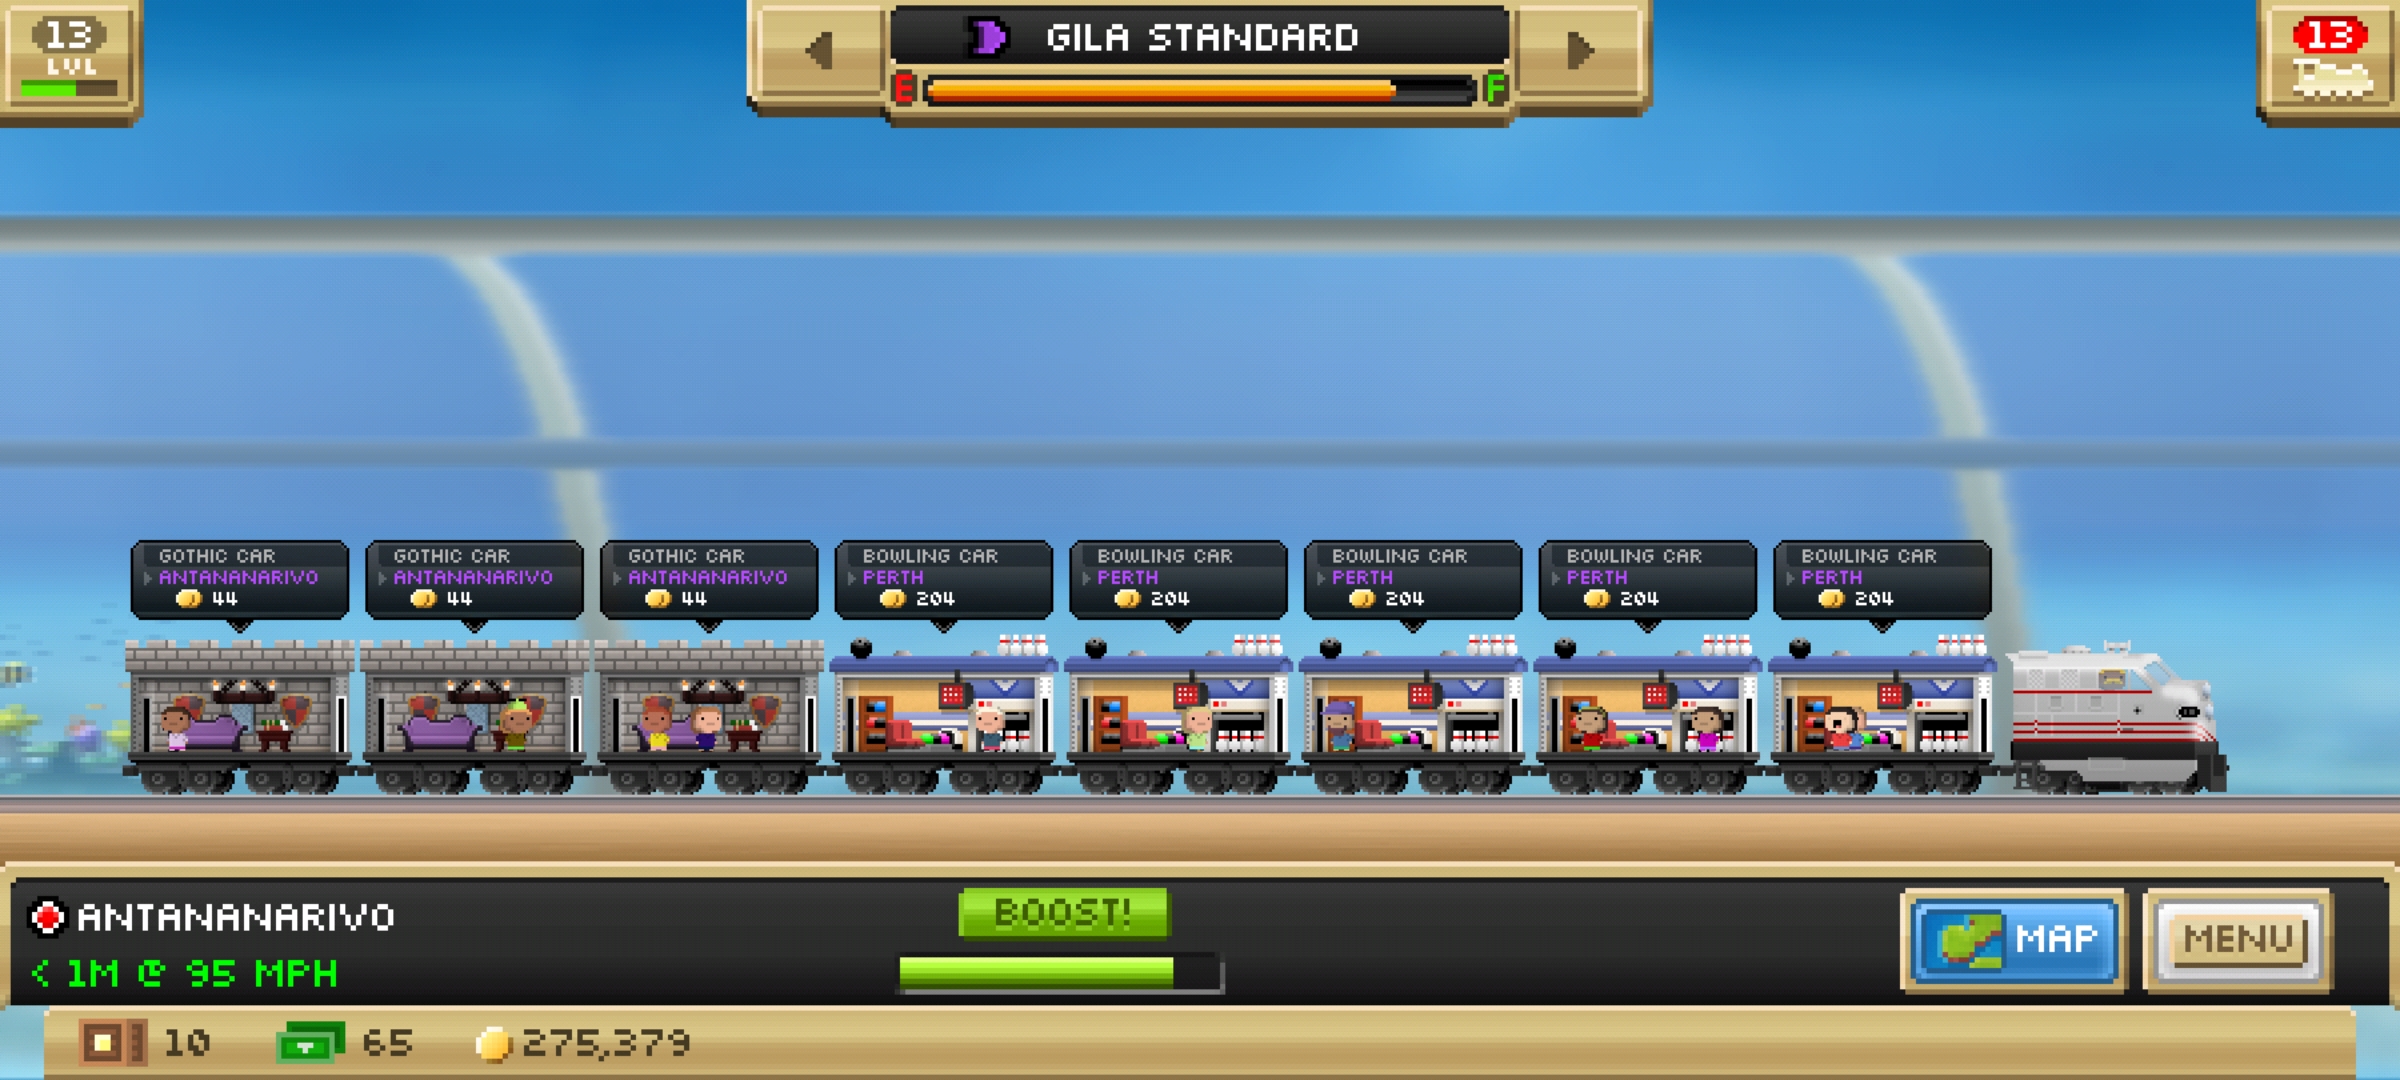 13
LVL
GILA STANDARD
E F
13
GOTHIC CAR
ANTANANARIVO
44
GOTHIC CAR
ANTANANARIVO
44
GOTHIC CAR
ANTANANARIVO
44
BOWLING CAR
PERTH
204
BOWLING CAR
PERTH
204
BOWLING CAR
PERTH
204
BOWLING CAR
PERTH
204
BOWLING CAR
PERTH
204
ANTANANARIVO
< 1M @ 95 MPH
BOOST!
MAP
MENU
10 65 275,379